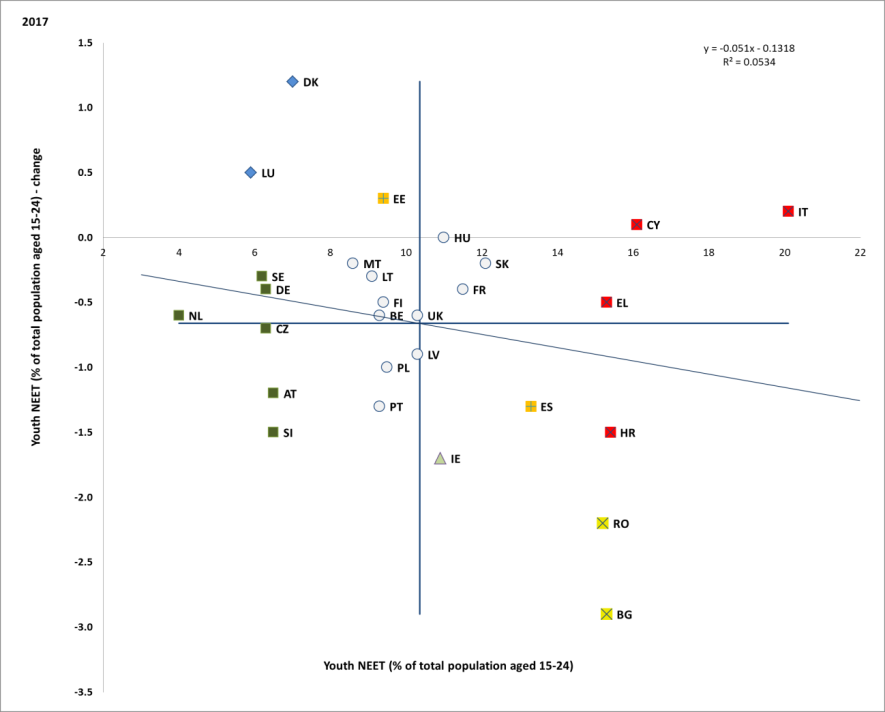 2017
y = -0.051x - 0.1318
R² = 0.0534
Youth NEET (% of total population aged 15-24) - change
1.5
1.0
0.5
0.0
-0.5
-1.0
-1.5
-2.0
-2.5
-3.0
-3.5
2 4 6 8 10 12 14 16 18 20 22
DK
LU
EE
IT
CY
HU
MT
SK
SE
LT
DE
FR
FI
EL
NL
BE
UK
CZ
LV
PL
AT
PT
ES
SI
HR
IE
RO
BG
Youth NEET (% of total population aged 15-24)